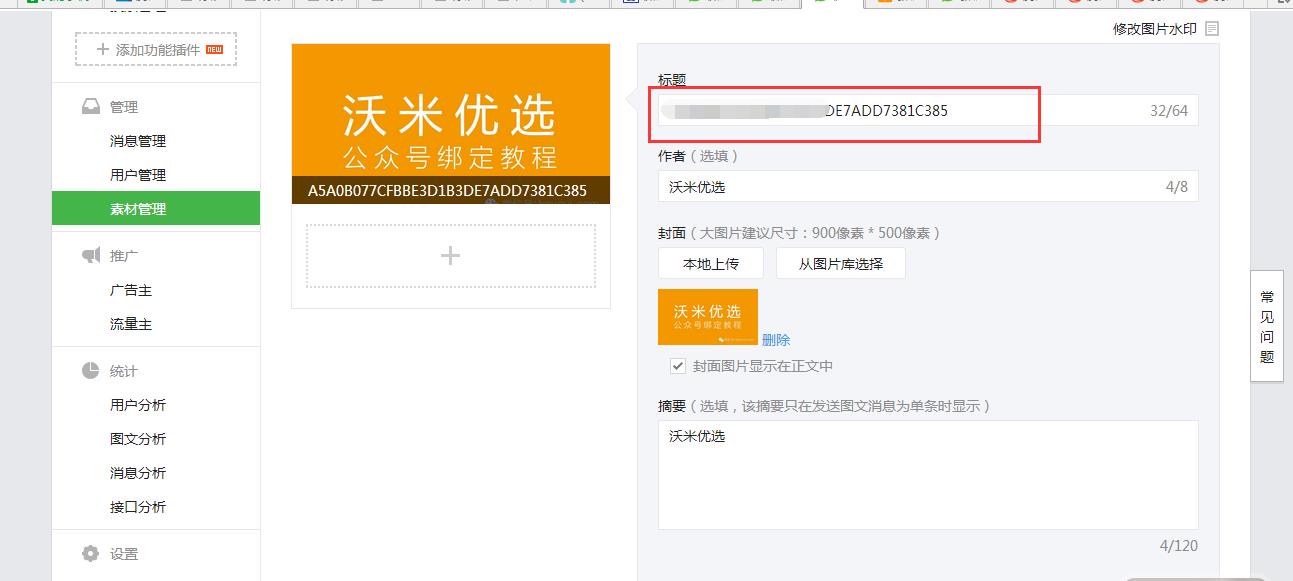 添加功能插件 NEW
管理
消息管理
用户管理
素材管理
推广
广告主
流量主
统计
用户分析
图文分析
消息分析
接口分析
设置
沃米优选
公众号绑定教程
A5A0B077CFBBE3D1B3DE7ADD7381C385
修改图片水印
标题
DE7ADD7381C385 32/64
作者（选填）
沃米优选 4/8
封面（大图片建议尺寸：900像素 * 500像素）
本地上传 从图片库选择
沃米优选
公众号绑定教程
删除
封面图片显示在正文中
摘要（选填，该摘要只在发送图文消息为单条时显示）
沃米优选
4/120
常见问题